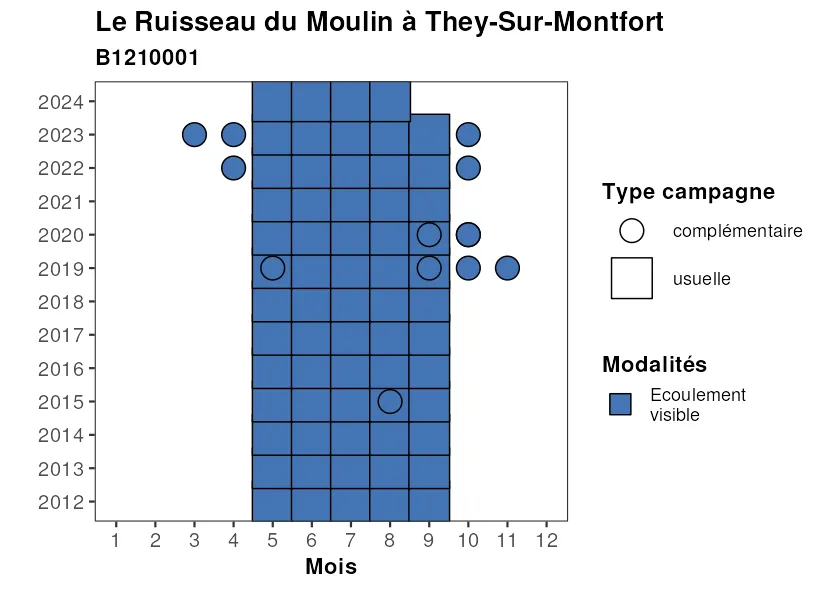 Le Ruisseau du Moulin à They-Sur-Montfort
B1210001
2024
2023
2022
2021
2020
2019
2018
2017
2016
2015
2014
2013
2012
1 2 3 4 5 6 7 8 9 10 11 12
Mois
Type campagne
complémentaire
usuelle
Modalités
Ecoulement
visible